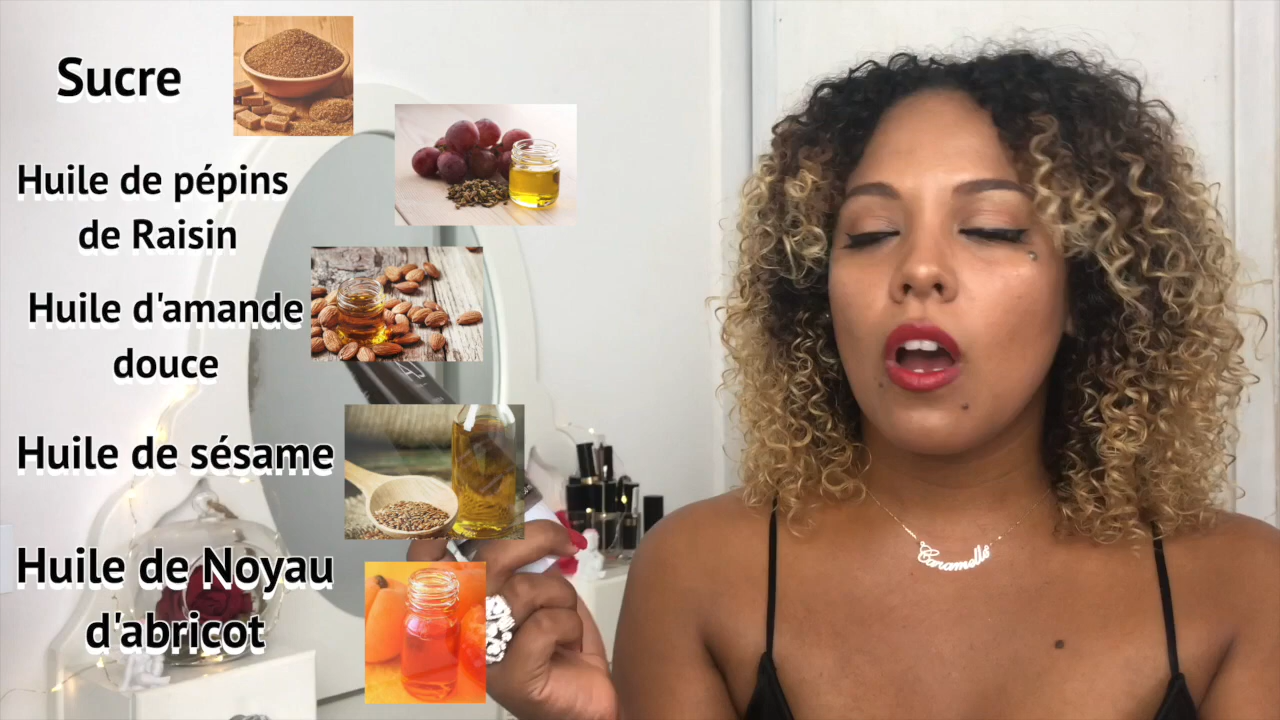 Sucre
Huile de pépins
de Raisin
Huile d'amande
douce
Huile de sésame
Huile de Noyau
d'abricot
Caramelle